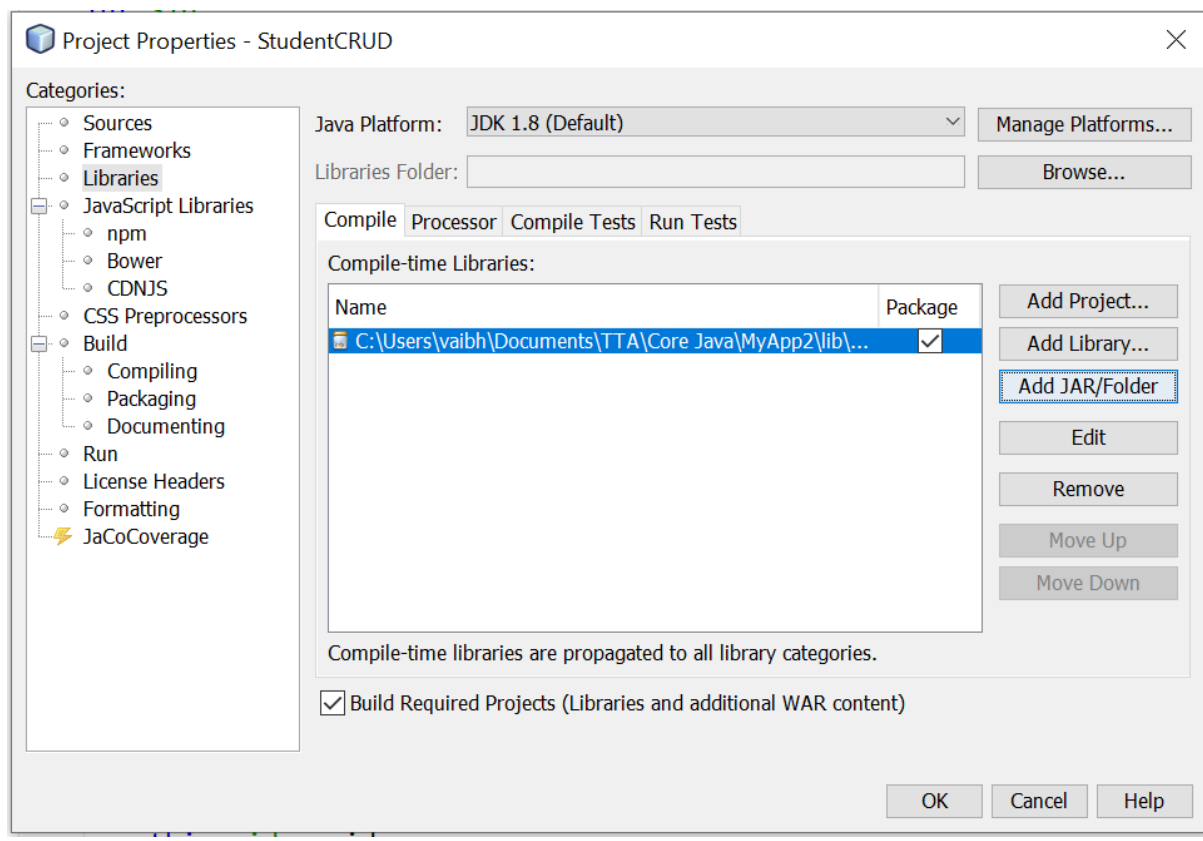 Project Properties - StudentCRUD
Categories:
Sources
Frameworks
Libraries
JavaScript Libraries
npm
Bower
CDNJS
CSS Preprocessors
Build
Compiling
Packaging
Documenting
Run
License Headers
Formatting
JaCoCoverage
Java Platform: JDK 1.8 (Default) Manage Platforms...
Libraries Folder: Browse...
Compile Processor Compile Tests Run Tests
Compile-time Libraries:
Name Package
C:\Users\vaibh\Documents\TTA\Core Java\MyApp2\lib\...
Add Project...
Add Library...
Add JAR/Folder
Edit
Remove
Move Up
Move Down
Compile-time libraries are propagated to all library categories.
Build Required Projects (Libraries and additional WAR content)
OK Cancel Help